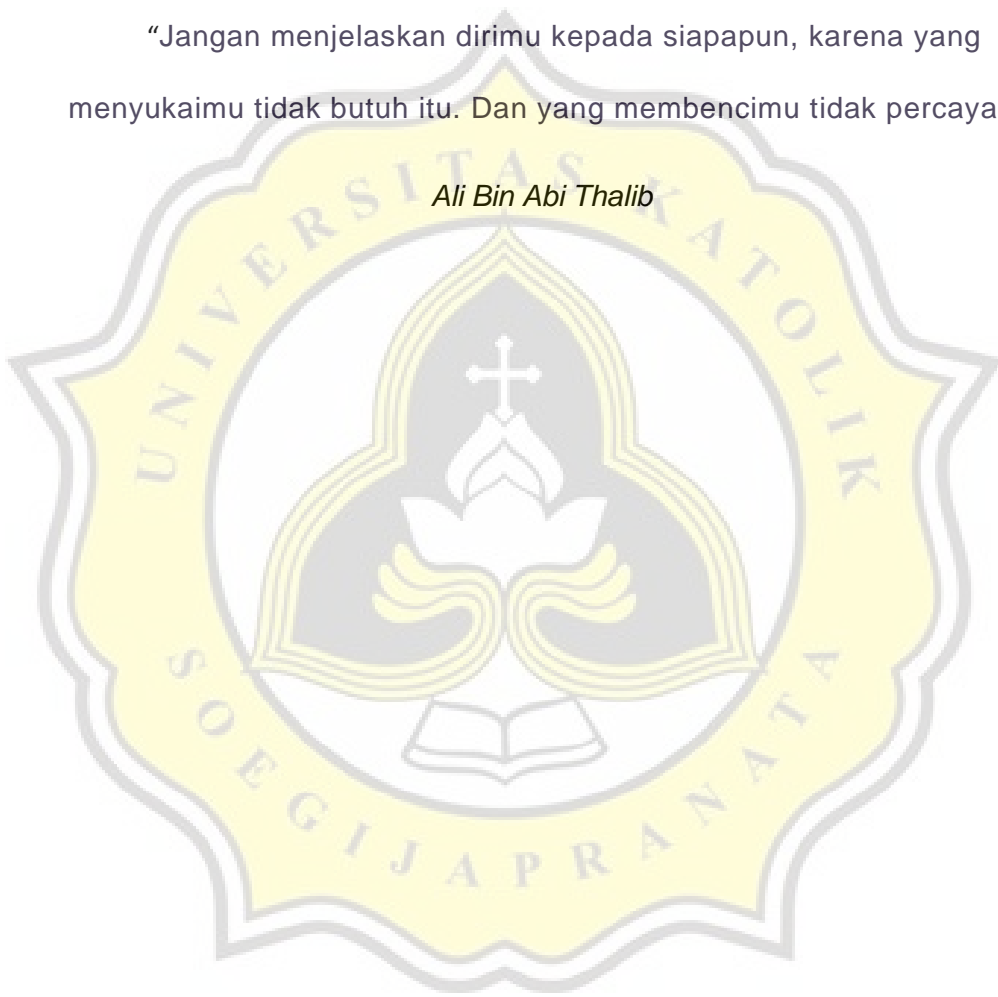 “Jangan menjelaskan dirimu kepada siapapun, karena yang
menyukaimu tidak butuh itu. Dan yang membencimu tidak percaya
Ali Bin Abi Thalib
UNIVERSITAS KATOLIK
SOEGIJAPRANATA